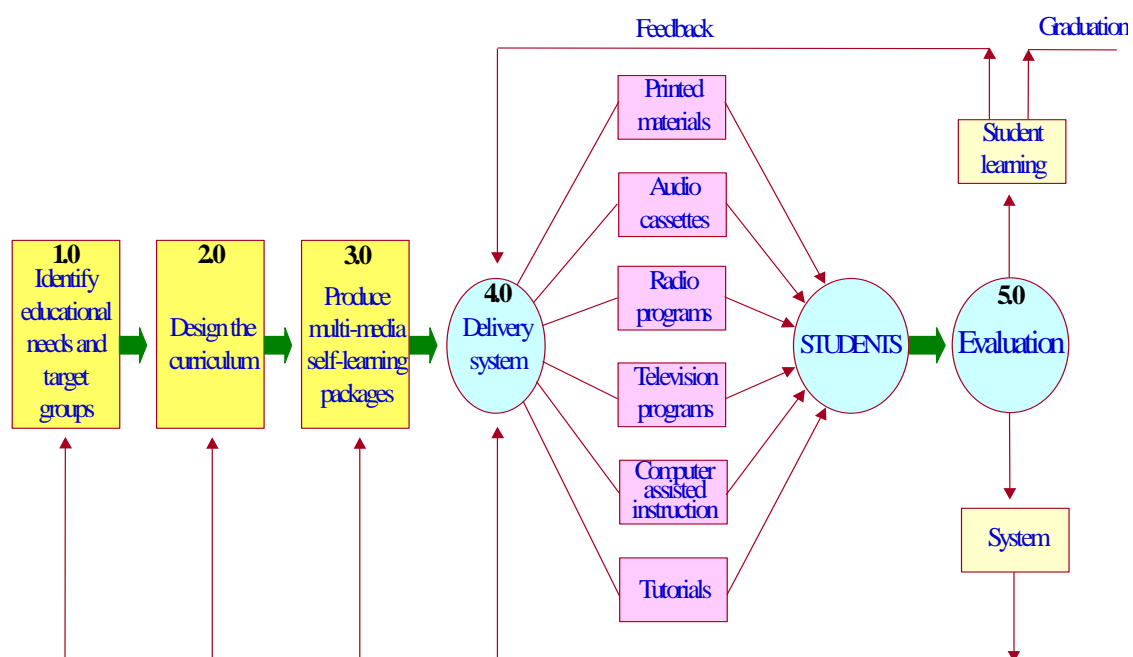 Feedback
Graduation
Printed
materials
Student
learning
Audio
cassettes
1.0
Identify
educational
needs and
target
groups
2.0
Design the
curriculum
3.0
Produce
multi-media
self-learning
packages
4.0
Delivery
system
Radio
programs
Television
programs
Computer
assisted
instruction
Tutorials
STUDENTS
5.0
Evaluation
System